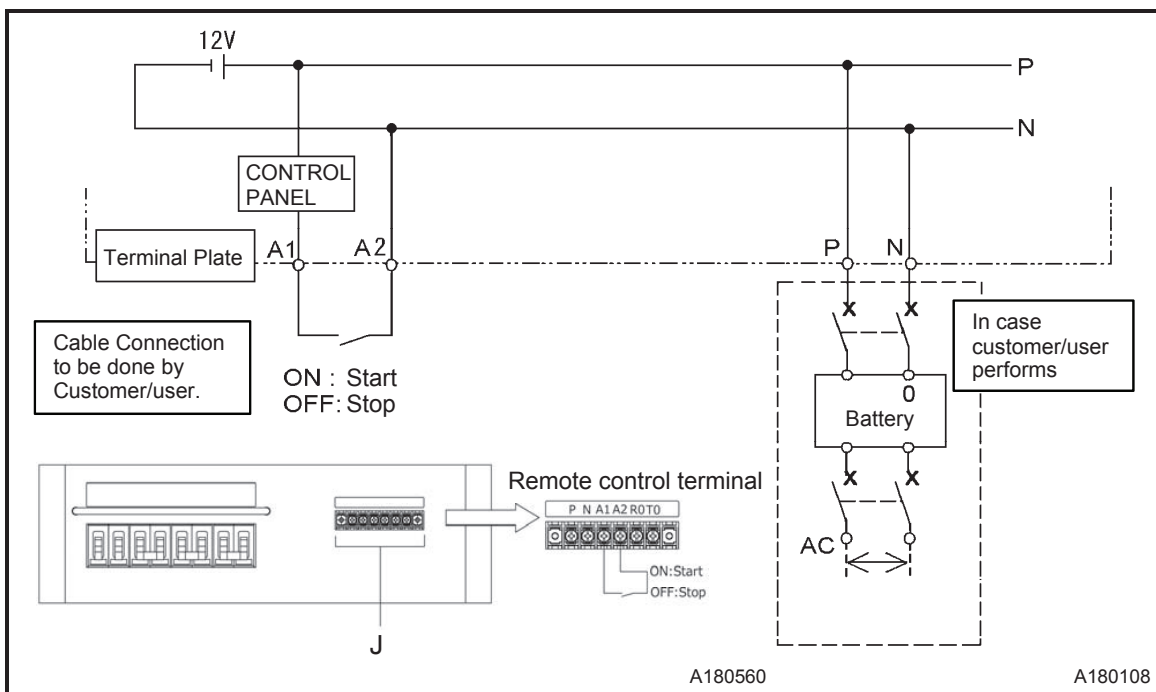 12V
P
N
CONTROL
PANEL
Terminal Plate
A1
A2
P
N
Cable Connection
to be done by
Customer/user.
ON : Start
OFF: Stop
In case
customer/user
performs
0
Battery
AC
Remote control terminal
P N A1 A2 R0 T0
ON:Start
OFF:Stop
J
A180560
A180108